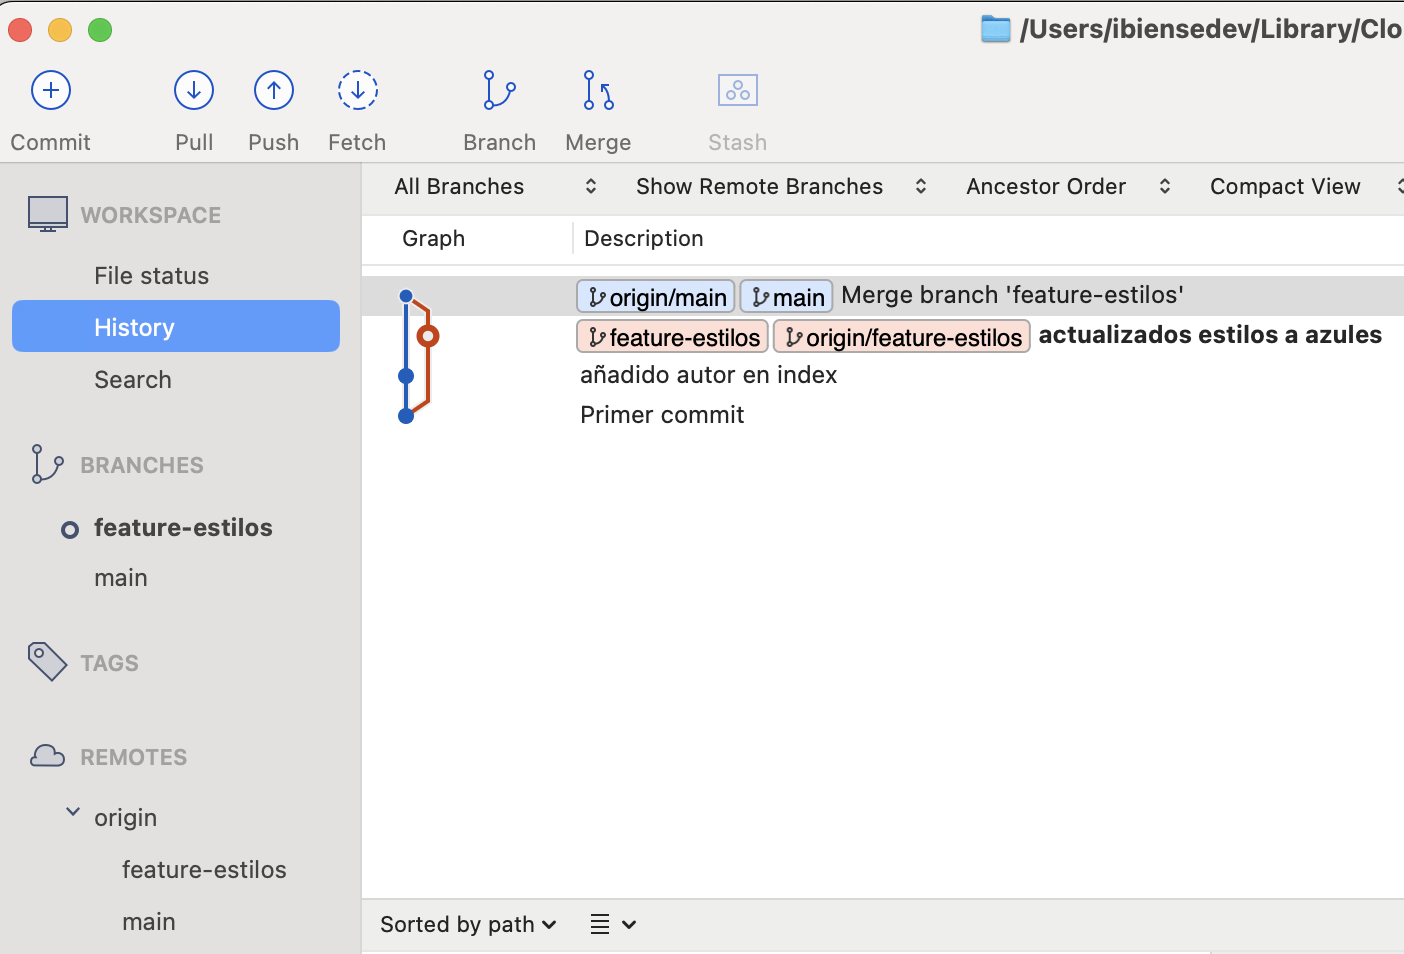 /Users/ibiensedev/Library/Clo
Commit Pull Push Fetch Branch Merge Stash
All Branches Show Remote Branches Ancestor Order Compact View
WORKSPACE
Graph Description
File status
History
Search
origin/main main Merge branch 'feature-estilos'
feature-estilos origin/feature-estilos actualizados estilos a azules
añadido autor en index
Primer commit
BRANCHES
feature-estilos
main
TAGS
REMOTES
origin
feature-estilos
main
Sorted by path